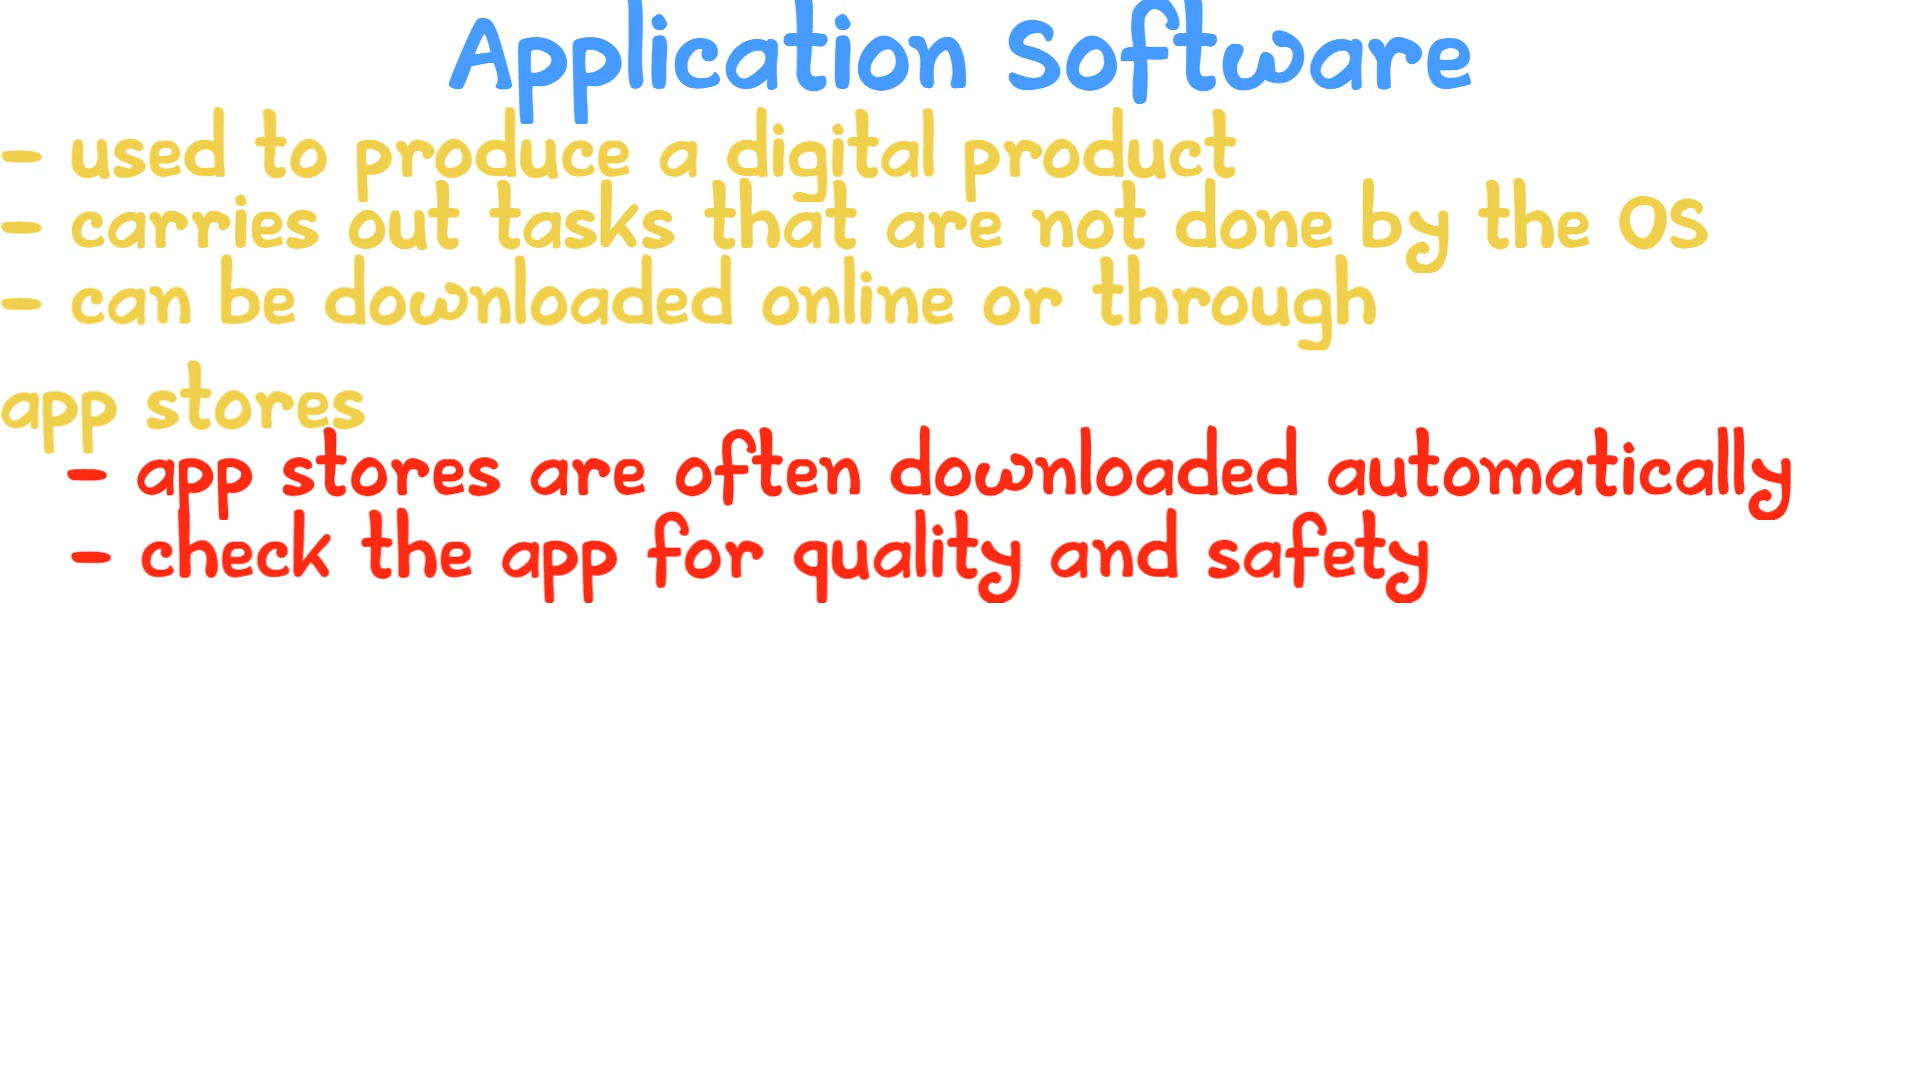 Application Software
- used to produce a digital product
- carries out tasks that are not done by the OS
- can be downloaded online or through
app stores
- app stores are often downloaded automatically
- check the app for quality and safety